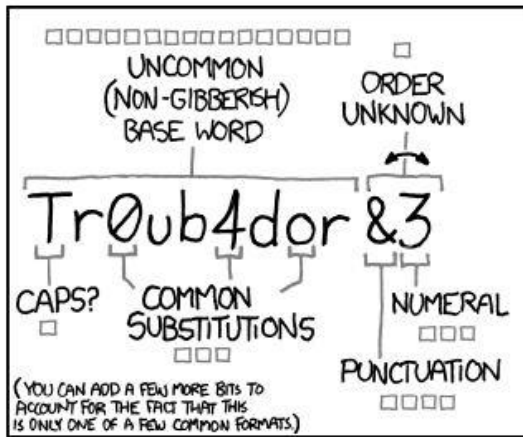 UNCOMMON
(NON-GIBBERISH)
BASE WORD
ORDER
UNKNOWN
Tr0ub4dor &3
CAPS?
COMMON
SUBSTITUTIONS
NUMERAL
PUNCTUATION
(YOU CAN ADD A FEW MORE BITS TO
ACCOUNT FOR THE FACT THAT THIS
IS ONLY ONE OF A FEW COMMON FORMATS.)